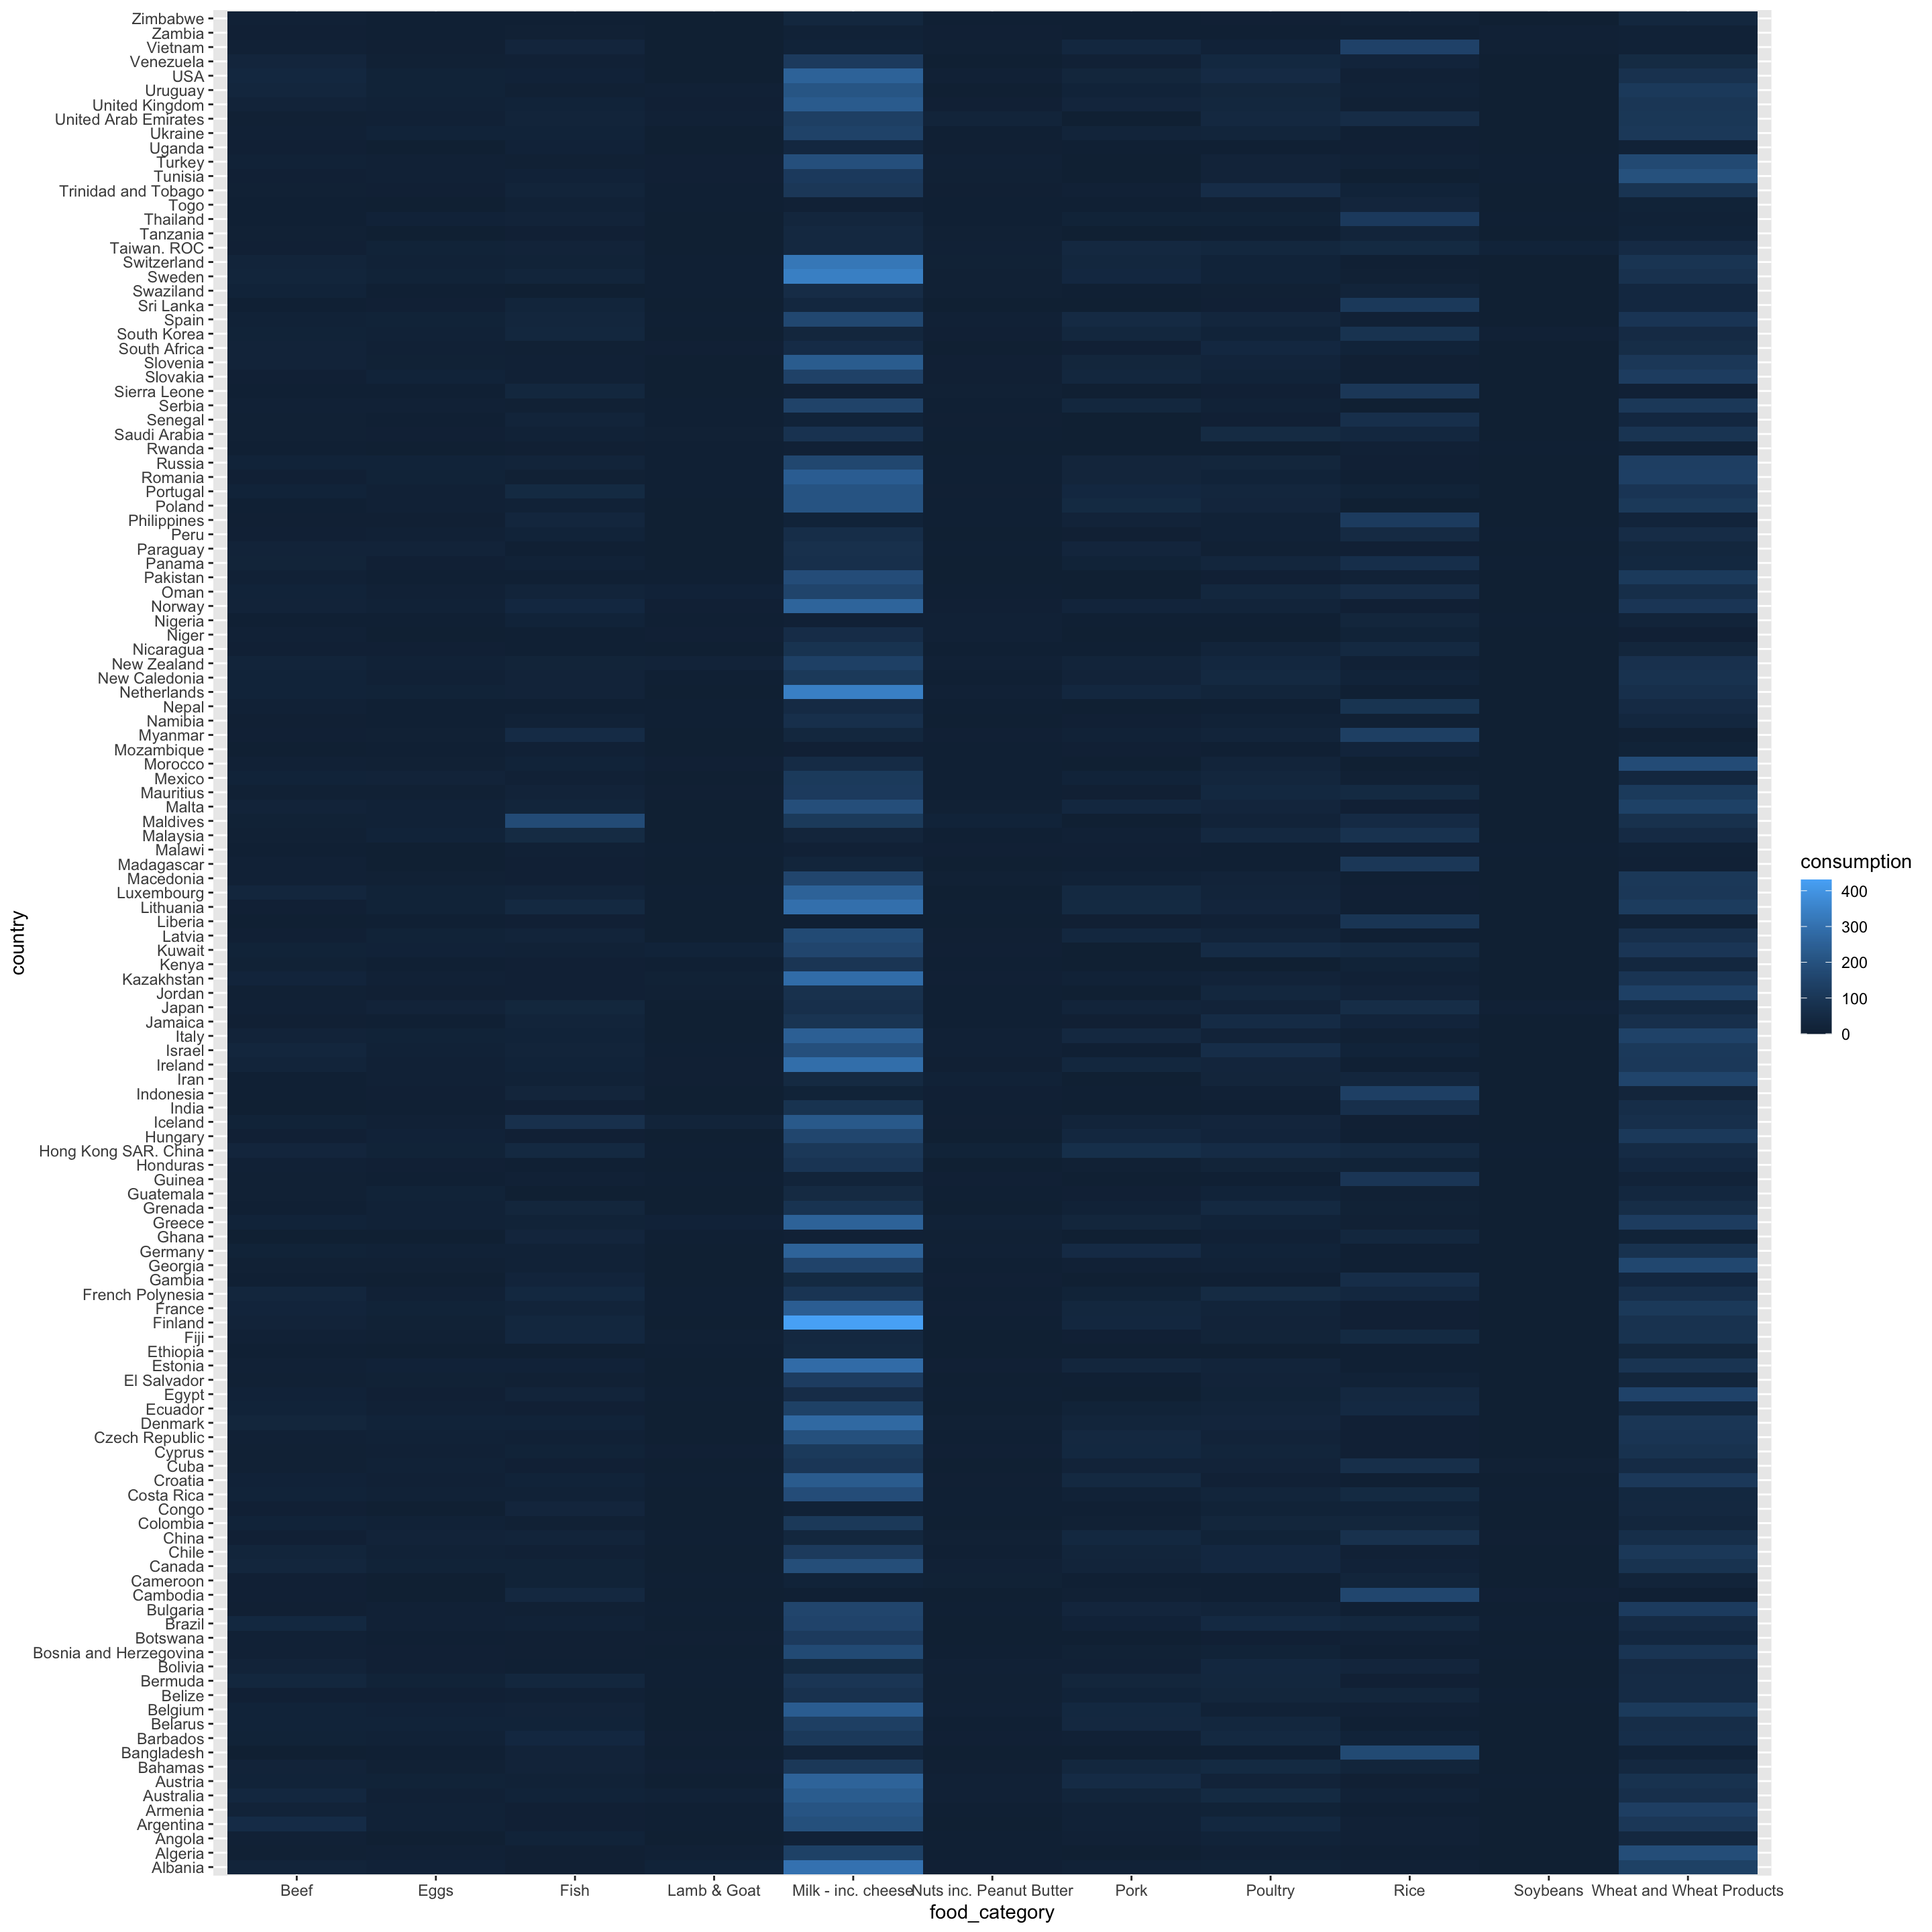 Zimbabwe
Zambia
Vietnam
Venezuela
USA
Uruguay
United Kingdom
United Arab Emirates
Ukraine
Uganda
Turkey
Tunisia
Trinidad and Tobago
Togo
Thailand
Tanzania
Taiwan. ROC
Switzerland
Sweden
Swaziland
Sri Lanka
Spain
South Korea
South Africa
Slovenia
Slovakia
Sierra Leone
Serbia
Senegal
Saudi Arabia
Rwanda
Russia
Romania
Portugal
Poland
Philippines
Peru
Paraguay
Panama
Pakistan
Oman
Norway
Nigeria
Niger
Nicaragua
New Zealand
New Caledonia
Netherlands
Nepal
Namibia
Myanmar
Mozambique
Morocco
Mexico
Mauritius
Malta
Maldives
Malaysia
Malawi
Madagascar
Macedonia
Luxembourg
Lithuania
Liberia
Latvia
Kuwait
Kenya
Kazakhstan
Jordan
Japan
Jamaica
Italy
Israel
Ireland
Iran
Indonesia
India
Iceland
Hungary
Hong Kong SAR. China
Honduras
Guinea
Guatemala
Grenada
Greece
Ghana
Germany
Georgia
Gambia
French Polynesia
France
Finland
Fiji
Ethiopia
Estonia
El Salvador
Egypt
Ecuador
Denmark
Czech Republic
Cyprus
Cuba
Croatia
Costa Rica
Congo
Colombia
China
Chile
Canada
Cameroon
Cambodia
Bulgaria
Brazil
Botswana
Bosnia and Herzegovina
Bolivia
Bermuda
Belize
Belgium
Belarus
Barbados
Bangladesh
Bahamas
Austria
Australia
Armenia
Argentina
Angola
Algeria
Albania
country
Beef Eggs Fish Lamb & Goat Milk - inc. cheese Nuts inc. Peanut Butter Pork Poultry Rice Soybeans Wheat and Wheat Products
food_category
consumption
400
300
200
100
0